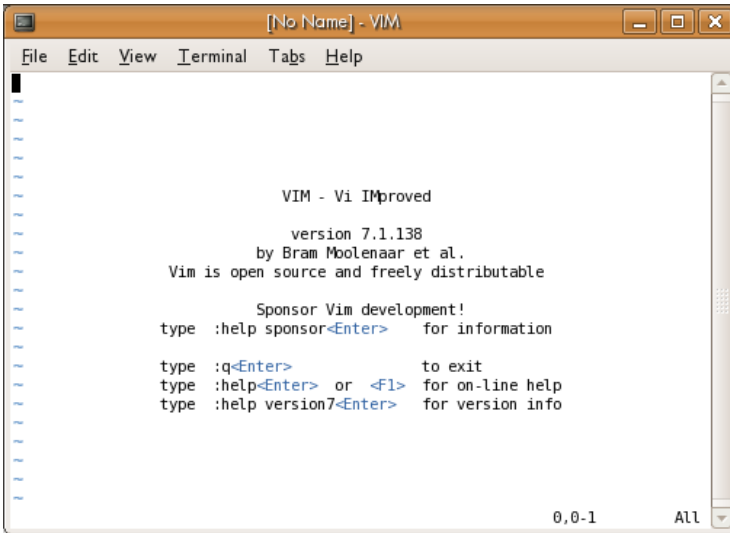 [No Name] - VIM
File Edit View Terminal Tabs Help
~
~
~
~
~
VIM - Vi IMproved
~
~
version 7.1.138
~
by Bram Moolenaar et al.
~
Vim is open source and freely distributable
~
~
Sponsor Vim development!
~
type :help sponsor<Enter> for information
~
~
type :q<Enter> to exit
~
type :help<Enter> or <F1> for on-line help
~
type :help version7<Enter> for version info
~
~
~
~
~
0,0-1 All